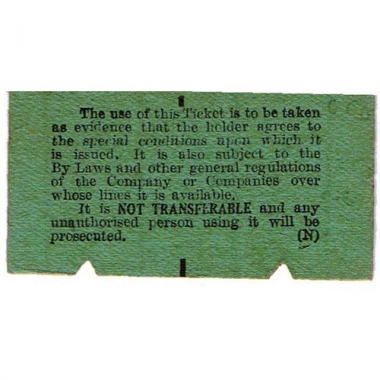 The use of this Ticket is to be taken
as evidence that the holder agrees to
the special conditions upon which it
is issued. It is also subject to the
By Laws and other general regulations
of the Company or Companies over
whose lines it is available.
It is NOT TRANSFERABLE and any
unauthorised person using it will be
prosecuted. (N)